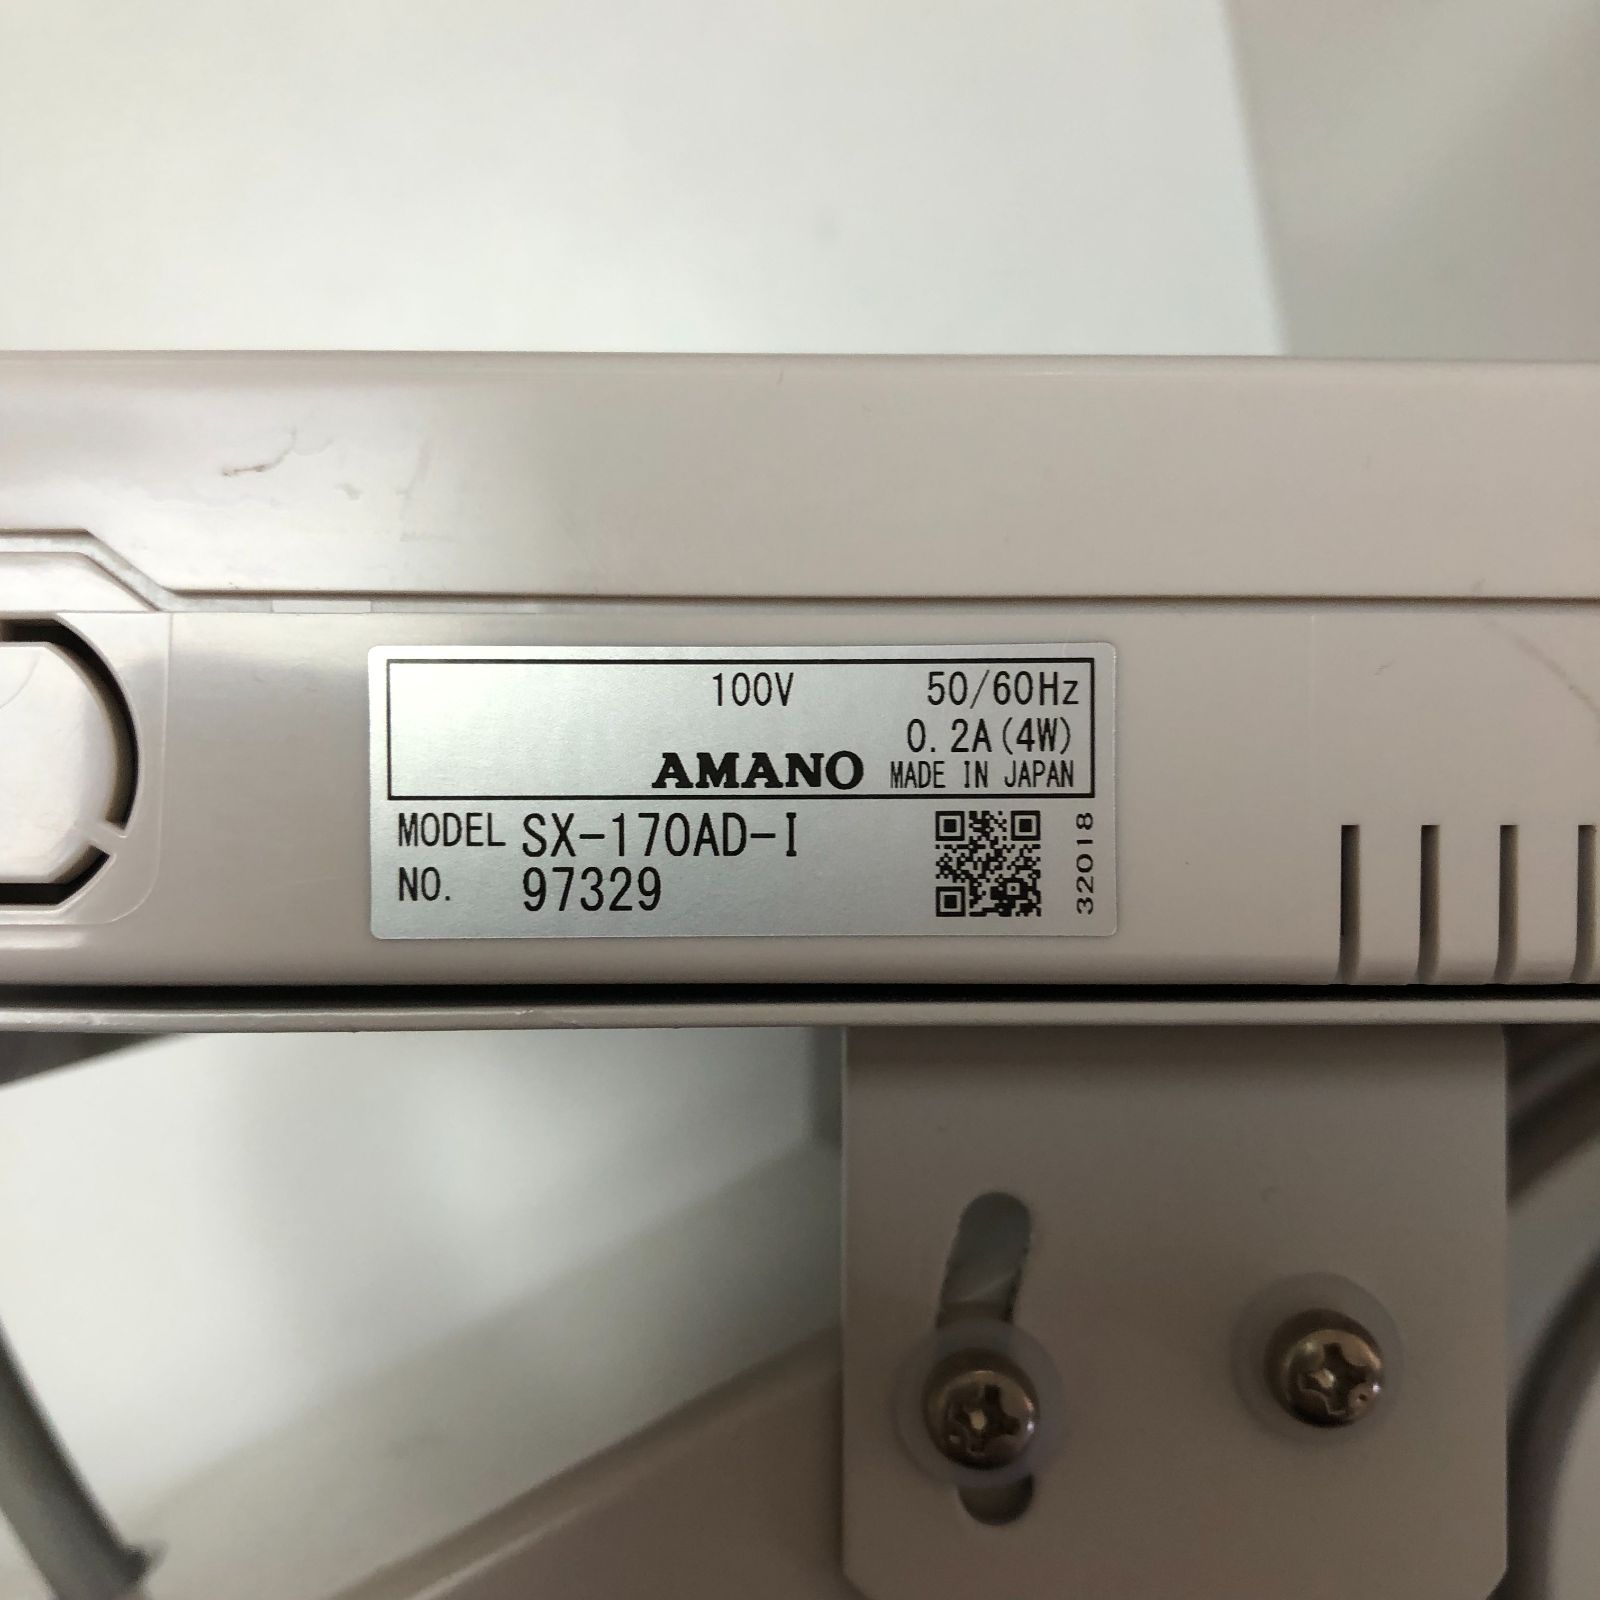 100V 50/60Hz
0.2A(4W)
AMANO MADE IN JAPAN
MODEL SX-170AD-I
NO. 97329
32018